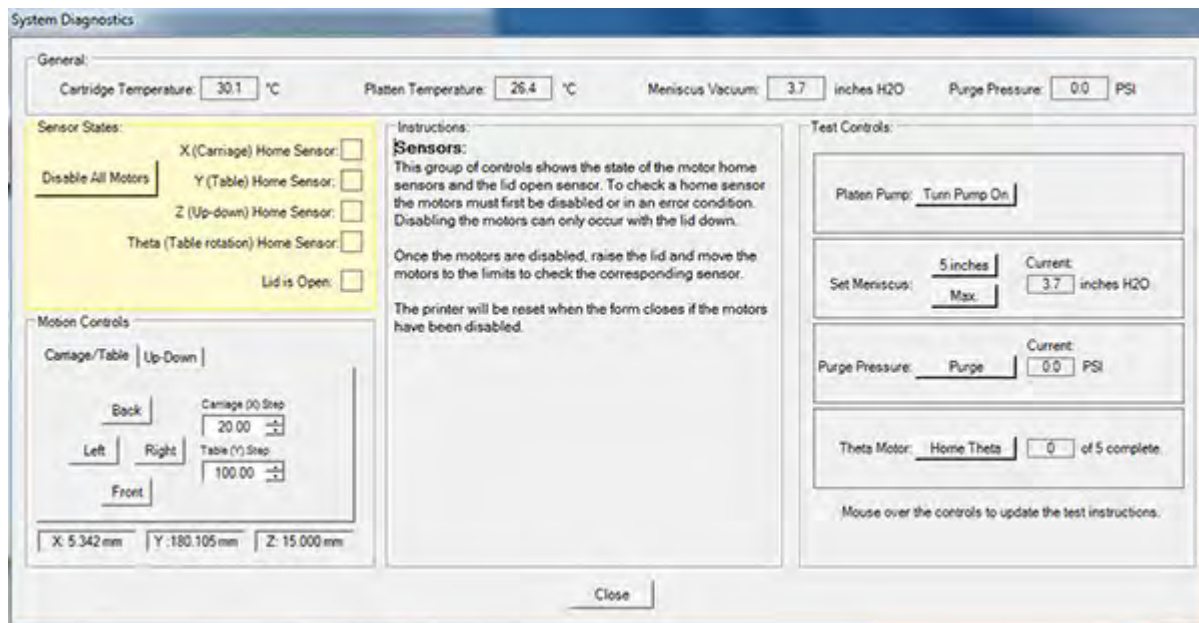 System Diagnostics
General:
Cartridge Temperature: 30.1 °C Platten Temperature: 26.4 °C Meniscus Vacuum: 3.7 inches H2O Purge Pressure: 0.0 PSI
Sensor States:
Disable All Motors
X (Carriage) Home Sensor:
Y (Table) Home Sensor:
Z (Up-down) Home Sensor:
Theta (Table rotation) Home Sensor:
Lid is Open:
Motion Controls
Carriage/Table Up-Down
Back
Left Right
Front
Carriage (X) Step
20.00
Table (Y) Step
100.00
X: 5.342 mm Y :180.105 mm Z: 15.000 mm
Instructions:
Sensors:
This group of controls shows the state of the motor home
sensors and the lid open sensor. To check a home sensor
the motors must first be disabled or in an error condition.
Disabling the motors can only occur with the lid down.
Once the motors are disabled, raise the lid and move the
motors to the limits to check the corresponding sensor.
The printer will be reset when the form closes if the motors
have been disabled.
Test Controls:
Platen Pump: Turn Pump On
Set Meniscus: 5 inches Max.
Current:
3.7 inches H2O
Purge Pressure: Purge
Current:
0.0 PSI
Theta Motor: Home Theta 0 of 5 complete.
Mouse over the controls to update the test instructions.
Close